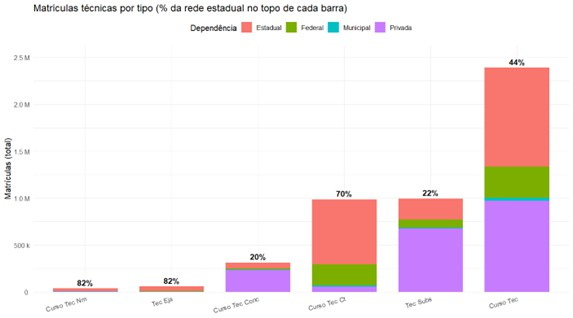 Matrículas técnicas por tipo (% da rede estadual no topo de cada barra)
Dependência Estadual Federal Municipal Privada
Matrículas (total)
2.5 M
2.0 M
1.5 M
1.0 M
500 k
0
82%
82%
20%
70%
22%
44%
Curso Tec Nm
Tec Eja
Curso Tec Conc
Curso Tec Ct
Tec Subs
Curso Tec